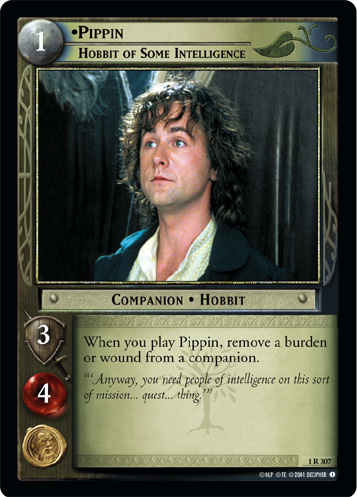 1
•PIPPIN
HOBBIT OF SOME INTELLIGENCE
COMPANION • HOBBIT
3
When you play Pippin, remove a burden
or wound from a companion.
4
“‘Anyway, you need people of intelligence on this sort
of mission... quest... thing.’”
1 R 307
©NLP ™TE ©2001 DECIPHER 1